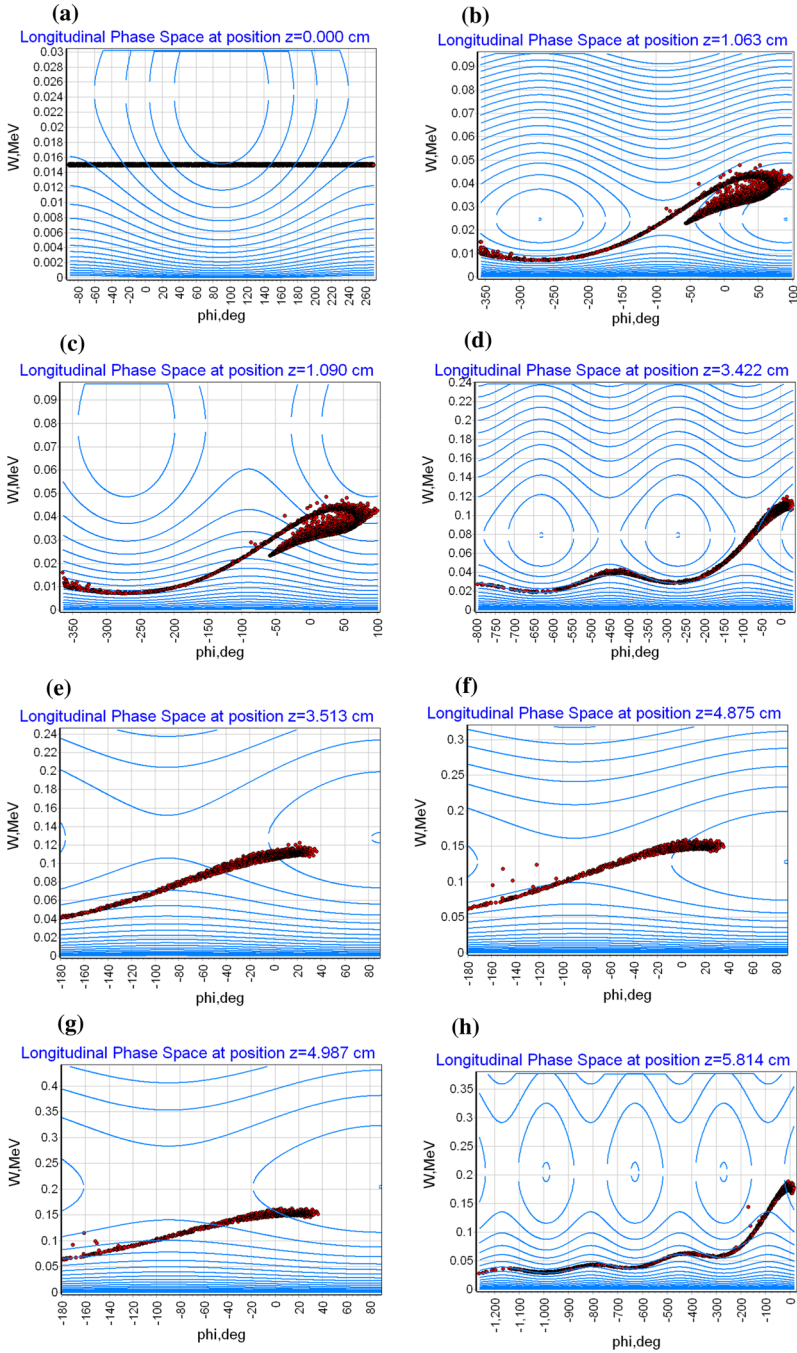 (a)
Longitudinal Phase Space at position z=0.000 cm
W,MeV
0.03
0.028
0.026
0.024
0.022
0.02
0.018
0.016
0.014
0.012
0.01
0.008
0.006
0.004
0.002
0
-80 -60 -40 -20 0 20 40 60 80 100 120 140 160 180 200 220 240 260
phi,deg
(b)
Longitudinal Phase Space at position z=1.063 cm
W,MeV
0.09
0.08
0.07
0.06
0.05
0.04
0.03
0.02
0.01
0
-350 -300 -250 -200 -150 -100 -50 0 50 100
phi,deg
(c)
Longitudinal Phase Space at position z=1.090 cm
W,MeV
0.09
0.08
0.07
0.06
0.05
0.04
0.03
0.02
0.01
0
-350 -300 -250 -200 -150 -100 -50 0 50 100
phi,deg
(d)
Longitudinal Phase Space at position z=3.422 cm
W,MeV
0.24
0.22
0.2
0.18
0.16
0.14
0.12
0.1
0.08
0.06
0.04
0.02
0
-800 -700 -600 -500 -400 -300 -200 -100 0
phi,deg
(e)
Longitudinal Phase Space at position z=3.513 cm
W,MeV
0.24
0.22
0.2
0.18
0.16
0.14
0.12
0.1
0.08
0.06
0.04
0.02
0
-180 -160 -140 -120 -100 -80 -60 -40 -20 0 20 40 60 80
phi,deg
(f)
Longitudinal Phase Space at position z=4.875 cm
W,MeV
0.3
0.25
0.2
0.15
0.1
0.05
0
-180 -160 -140 -120 -100 -80 -60 -40 -20 0 20 40 60 80
phi,deg
(g)
Longitudinal Phase Space at position z=4.987 cm
W,MeV
0.4
0.35
0.3
0.25
0.2
0.15
0.1
0.05
0
-180 -160 -140 -120 -100 -80 -60 -40 -20 0 20 40 60 80
phi,deg
(h)
Longitudinal Phase Space at position z=5.814 cm
W,MeV
0.35
0.3
0.25
0.2
0.15
0.1
0.05
0
-1,200 -1,100 -1,000 -900 -800 -700 -600 -500 -400 -300 -200 -100 0
phi,deg